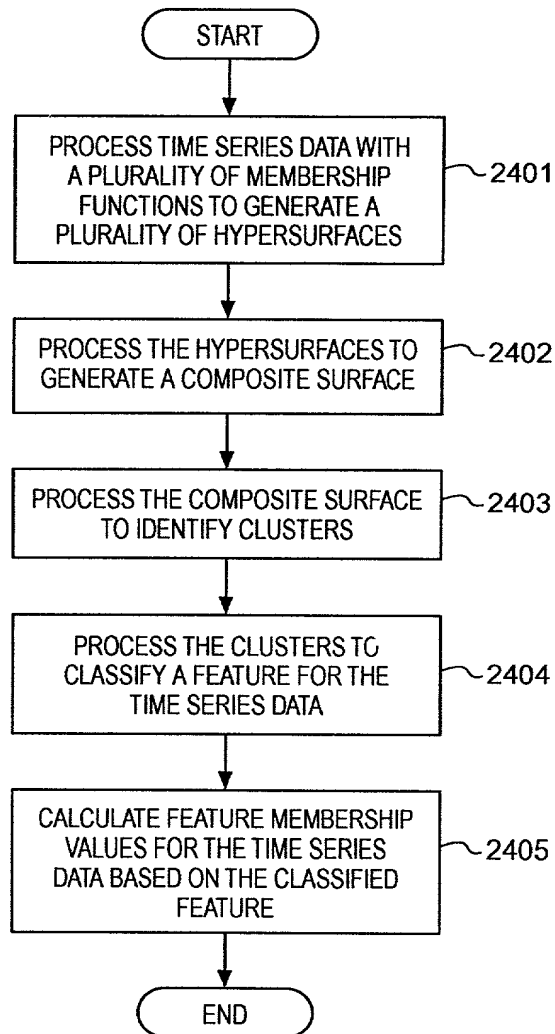 START
PROCESS TIME SERIES DATA WITH
A PLURALITY OF MEMBERSHIP
FUNCTIONS TO GENERATE A
PLURALITY OF HYPERSURFACES
2401
PROCESS THE HYPERSURFACES TO
GENERATE A COMPOSITE SURFACE
2402
PROCESS THE COMPOSITE SURFACE
TO IDENTIFY CLUSTERS
2403
PROCESS THE CLUSTERS TO
CLASSIFY A FEATURE FOR THE
TIME SERIES DATA
2404
CALCULATE FEATURE MEMBERSHIP
VALUES FOR THE TIME SERIES
DATA BASED ON THE CLASSIFIED
FEATURE
2405
END